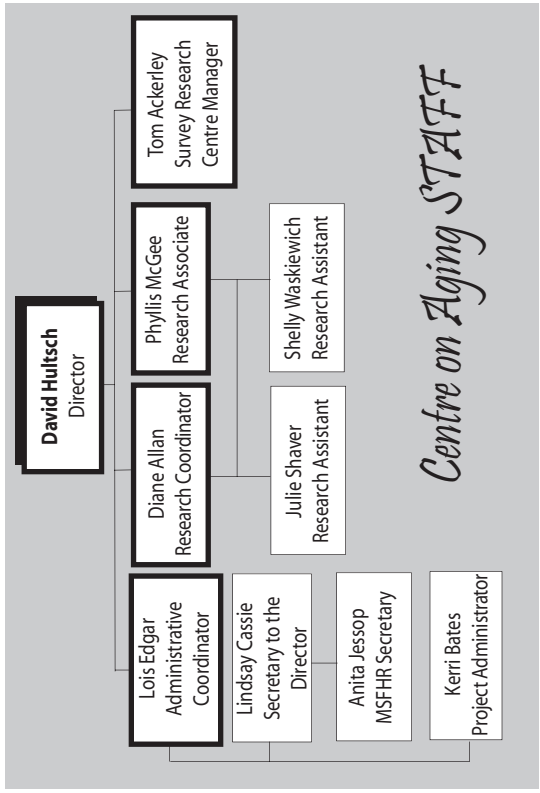 David Hultsch
Director
Lois Edgar
Administrative
Coordinator
Diane Allan
Research Coordinator
Phyllis McGee
Research Associate
Tom Ackerley
Survey Research
Centre Manager
Lindsay Cassie
Secretary to the
Director
Julie Shaver
Research Assistant
Shelly Waskiewich
Research Assistant
Anita Jessop
MSFHR Secretary
Kerri Bates
Project Administrator
Centre on Aging STAFF